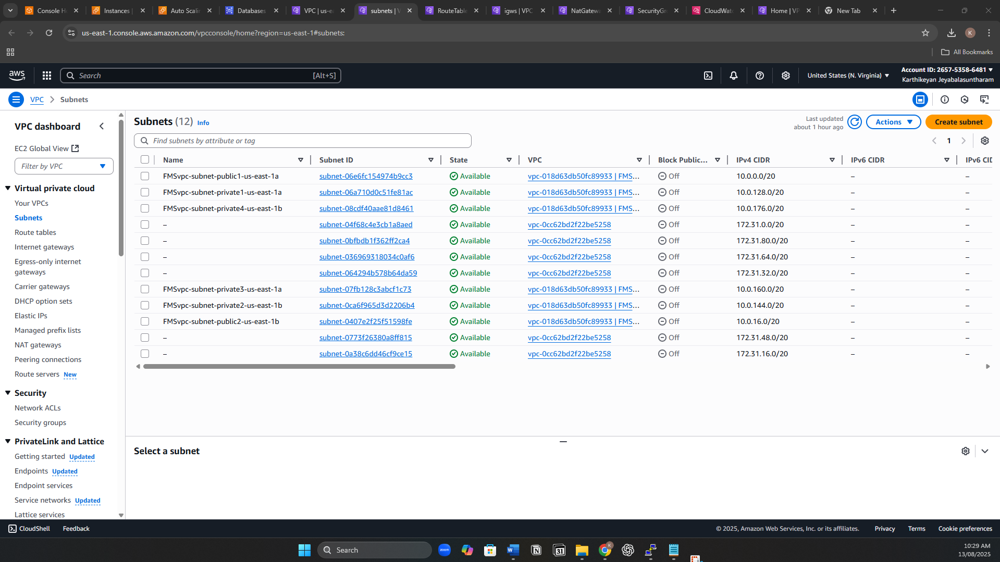 Console H
Instances |
Auto Scalin
Databases
VPC | us-ea
subnets | V
RouteTable
igws | VPC
NatGatewa
SecurityGr
CloudWat
Home | VP
New Tab
us-east-1.console.aws.amazon.com/vpcconsole/home?region=us-east-1#subnets:
K
All Bookmarks
aws
Search
[Alt+S]
United States (N. Virginia)
Account ID: 2657-5358-6481
Karthikeyan Jeyabalasuntharam
VPC > Subnets
VPC dashboard
EC2 Global View
Filter by VPC
Virtual private cloud
Your VPCs
Subnets
Route tables
Internet gateways
Egress-only internet
gateways
Carrier gateways
DHCP option sets
Elastic IPs
Managed prefix lists
NAT gateways
Peering connections
Route servers New
Security
Network ACLs
Security groups
PrivateLink and Lattice
Getting started Updated
Endpoints Updated
Endpoint services
Service networks Updated
Lattice services
Subnets (12) Info
Last updated
about 1 hour ago
Actions
Create subnet
Find subnets by attribute or tag
1
Name Subnet ID State VPC Block Public... IPv4 CIDR IPv6 CIDR IPv6 CID
FMSvpc-subnet-public1-us-east-1a subnet-06e6fc154974b9cc3 Available vpc-018d63db50fc89933 | FMS... Off 10.0.0.0/20 – –
FMSvpc-subnet-private1-us-east-1a subnet-06a710d0c51fe81ac Available vpc-018d63db50fc89933 | FMS... Off 10.0.128.0/20 – –
FMSvpc-subnet-private4-us-east-1b subnet-08cdf40aae81d8461 Available vpc-018d63db50fc89933 | FMS... Off 10.0.176.0/20 – –
– subnet-04f68c4e3cb1a8aed Available vpc-0cc62bd2f22be5258 Off 172.31.0.0/20 – –
– subnet-0bfbdb1f362ff2ca4 Available vpc-0cc62bd2f22be5258 Off 172.31.80.0/20 – –
– subnet-036969318034c0af6 Available vpc-0cc62bd2f22be5258 Off 172.31.64.0/20 – –
– subnet-064294b578b64da59 Available vpc-0cc62bd2f22be5258 Off 172.31.32.0/20 – –
FMSvpc-subnet-private3-us-east-1a subnet-07fb128c3abcf1c73 Available vpc-018d63db50fc89933 | FMS... Off 10.0.160.0/20 – –
FMSvpc-subnet-private2-us-east-1b subnet-0ca6f965d3d2206b4 Available vpc-018d63db50fc89933 | FMS... Off 10.0.144.0/20 – –
FMSvpc-subnet-public2-us-east-1b subnet-0407e2f25f51598fe Available vpc-018d63db50fc89933 | FMS... Off 10.0.16.0/20 – –
– subnet-0773f26380a8ff815 Available vpc-0cc62bd2f22be5258 Off 172.31.48.0/20 – –
– subnet-0a38c6dd46cf9ce15 Available vpc-0cc62bd2f22be5258 Off 172.31.16.0/20 – –
Select a subnet
CloudShell
Feedback
© 2025, Amazon Web Services, Inc. or its affiliates.
Privacy
Terms
Cookie preferences
Search
zoom
W
N
31
K
10:29 AM
13/08/2025